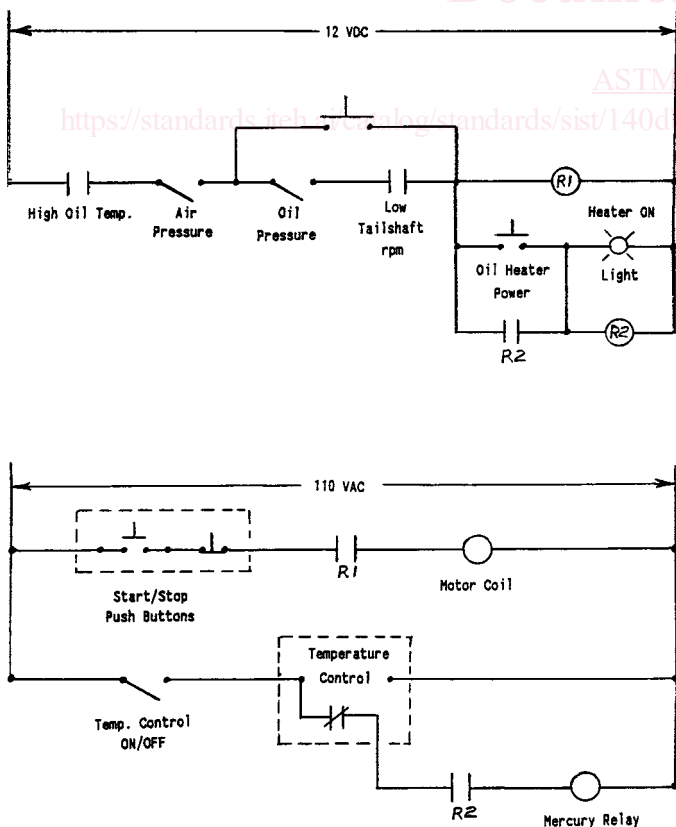 12 VDC
ASTM
https://standards.iteh.ai/catalog/standards/sist/140d
High Oil Temp.
Air
Pressure
Oil
Pressure
Low
Tailshaft
rpm
R1
Heater ON
Light
Oil Heater
Power
R2
R2
110 VAC
Start/Stop
Push Buttons
R1
Motor Coil
Temperature
Control
Temp. Control
ON/OFF
R2
Mercury Relay